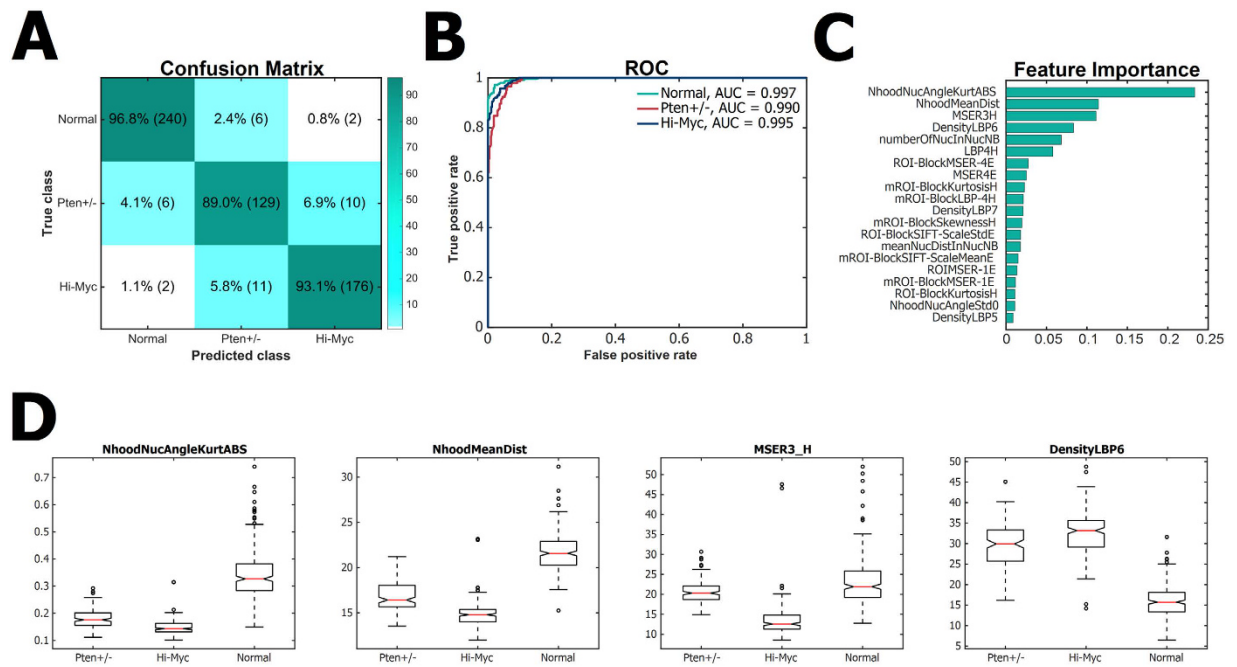 A
Confusion Matrix
True class
Normal
Pten+/-
Hi-Myc
96.8% (240) 2.4% (6) 0.8% (2)
4.1% (6) 89.0% (129) 6.9% (10)
1.1% (2) 5.8% (11) 93.1% (176)
Normal Pten+/- Hi-Myc
Predicted class
90
80
70
60
50
40
30
20
10
B
ROC
True positive rate
1
0.8
0.6
0.4
0.2
0
Normal, AUC = 0.997
Pten+/-, AUC = 0.990
Hi-Myc, AUC = 0.995
0 0.2 0.4 0.6 0.8 1
False positive rate
C
Feature Importance
NhoodNucAngleKurtABS
NhoodMeanDist
MSER3H
DensityLBP6
numberOfNucInNucNB
LBP4H
ROI-BlockMSER-4E
MSER4E
mROI-BlockKurtosisH
mROI-BlockLBP-4H
DensityLBP7
mROI-BlockSkewnessH
ROI-BlockSIFT-ScaleStdE
meanNucDistInNucNB
mROI-BlockSIFT-ScaleMeanE
ROIMSER-1E
mROI-BlockMSER-1E
ROI-BlockKurtosisH
NhoodNucAngleStd0
DensityLBP5
0 0.05 0.1 0.15 0.2 0.25
D
NhoodNucAngleKurtABS
0.7
0.6
0.5
0.4
0.3
0.2
0.1
Pten+/- Hi-Myc Normal
NhoodMeanDist
30
25
20
15
Pten+/- Hi-Myc Normal
MSER3_H
50
45
40
35
30
25
20
15
10
Pten+/- Hi-Myc Normal
DensityLBP6
50
45
40
35
30
25
20
15
10
5
Pten+/- Hi-Myc Normal